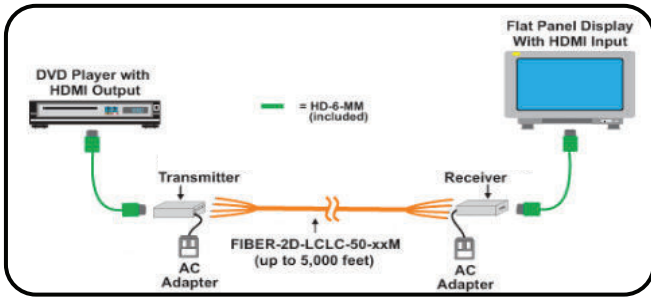 Flat Panel Display
With HDMI Input
DVD Player with
HDMI Output
= HD-6-MM
(included)
Transmitter
Receiver
FIBER-2D-LCLC-50-xxM
(up to 5,000 feet)
AC
Adapter
AC
Adapter